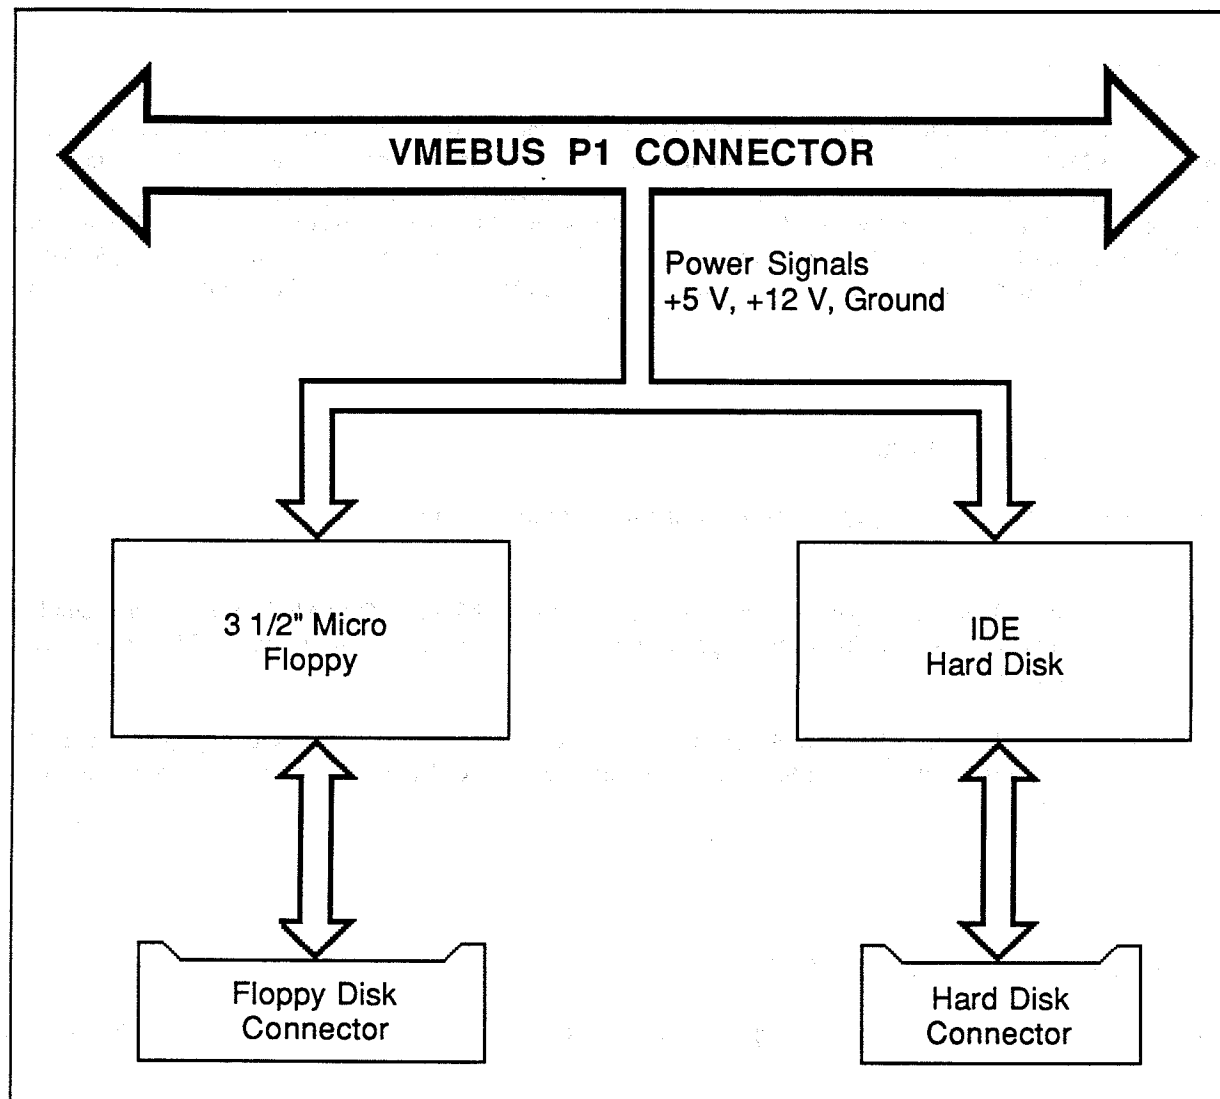 VMEBUS P1 CONNECTOR
Power Signals
+5 V, +12 V, Ground
3 1/2" Micro
Floppy
IDE
Hard Disk
Floppy Disk
Connector
Hard Disk
Connector